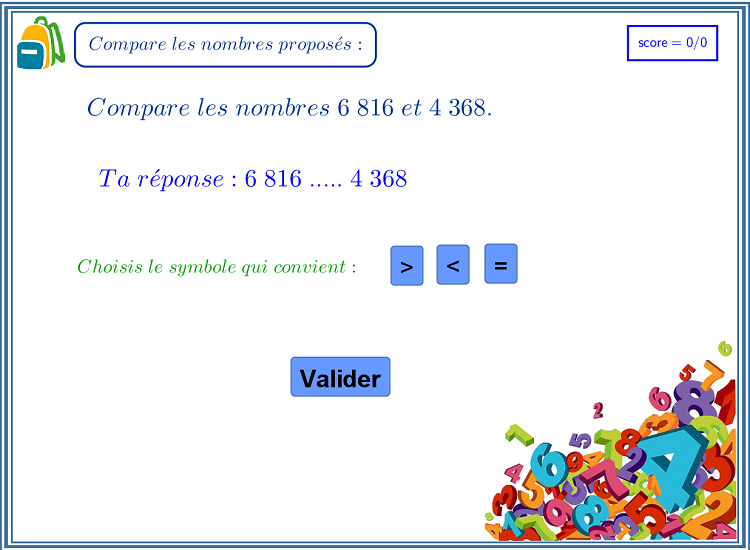 Compare les nombres proposés :
score = 0/0
Compare les nombres 6 816 et 4 368.
Ta réponse : 6 816 ..... 4 368
Choisis le symbole qui convient :
> < =
Valider